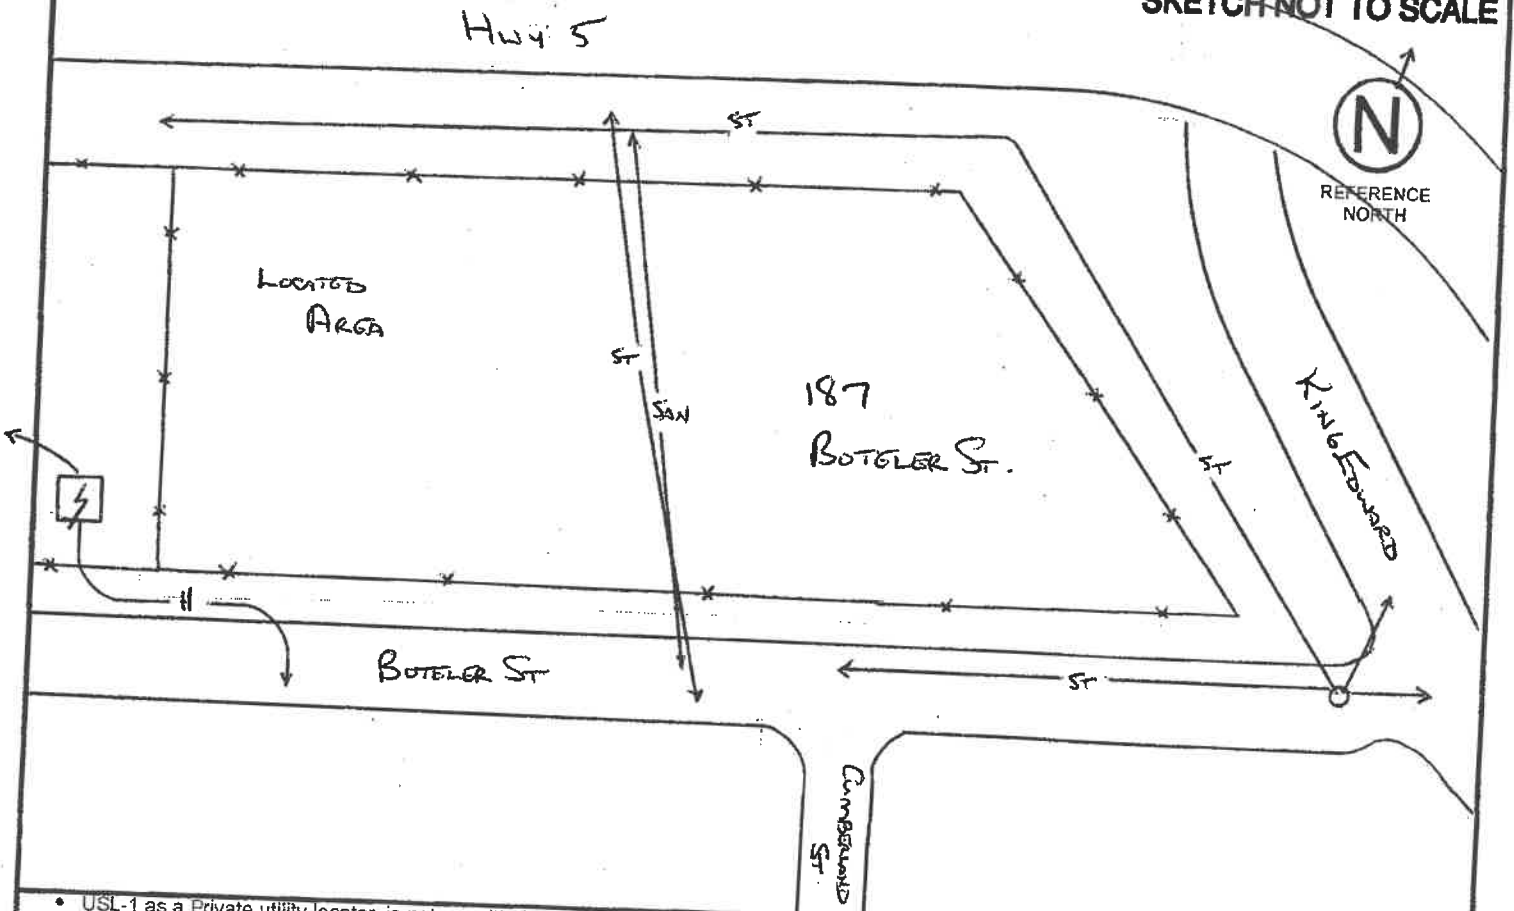 SKETCH NOT TO SCALE
Hwy 5
N
REFERENCE
NORTH
ST
LOCATED
AREA
ST
SAN
187
BOTELER ST.
ST
KING EDWARD
H
BOTELER ST
ST
CUMBERLAND
ST
• USL-1 as a Private utility locator